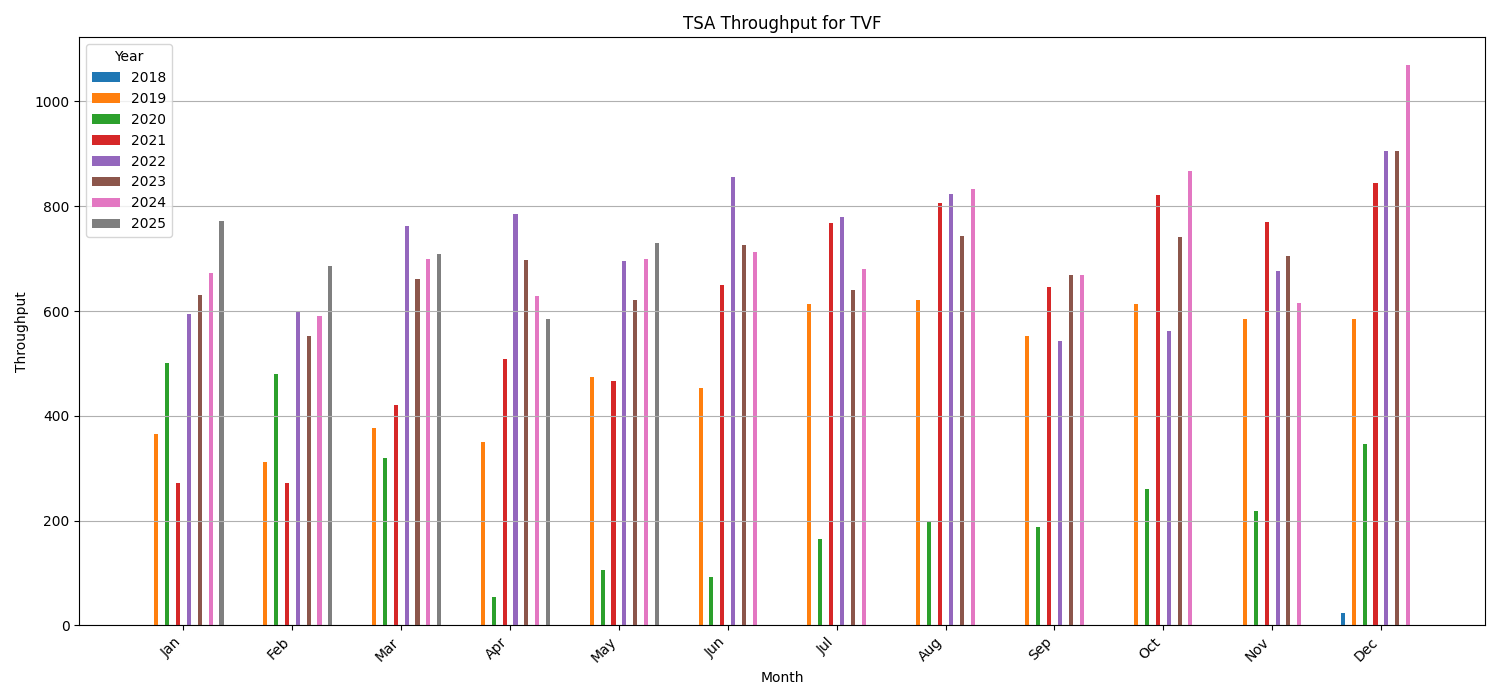 TSA Throughput for TVF
Year
2018
2019
2020
2021
2022
2023
2024
2025
Throughput
1000
800
600
400
200
0
Jan
Feb
Mar
Apr
May
Jun
Jul
Aug
Sep
Oct
Nov
Dec
Month